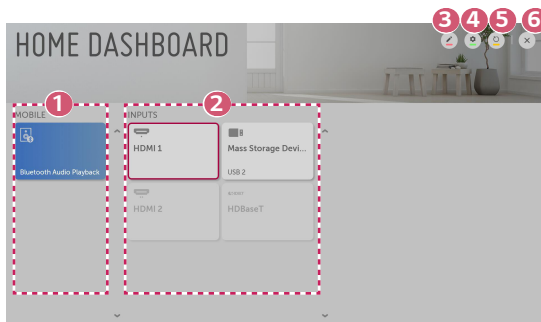 3 4 5 6
HOME DASHBOARD
1 2
MOBILE INPUTS
HDMI 1 Mass Storage Devi...
Bluetooth Audio Playback USB 2
HDMI 2 HDBaseT